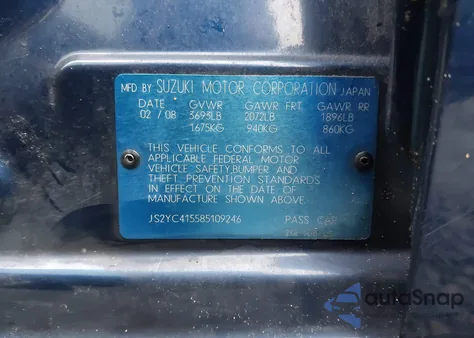 MFD BY SUZUKI MOTOR CORPORATION JAPAN
DATE GVWR GAWR FRT GAWR RR
02 / 08 3693LB 2072LB 1896LB
1675KG 940KG 860KG
THIS VEHICLE CONFORMS TO ALL
APPLICABLE FEDERAL MOTOR
VEHICLE SAFETY,BUMPER AND
THEFT PREVENTION STANDARDS
IN EFFECT ON THE DATE OF
MANUFACTURE SHOWN ABOVE.
JS2YC415585109246 PASS CAR
autoSnap